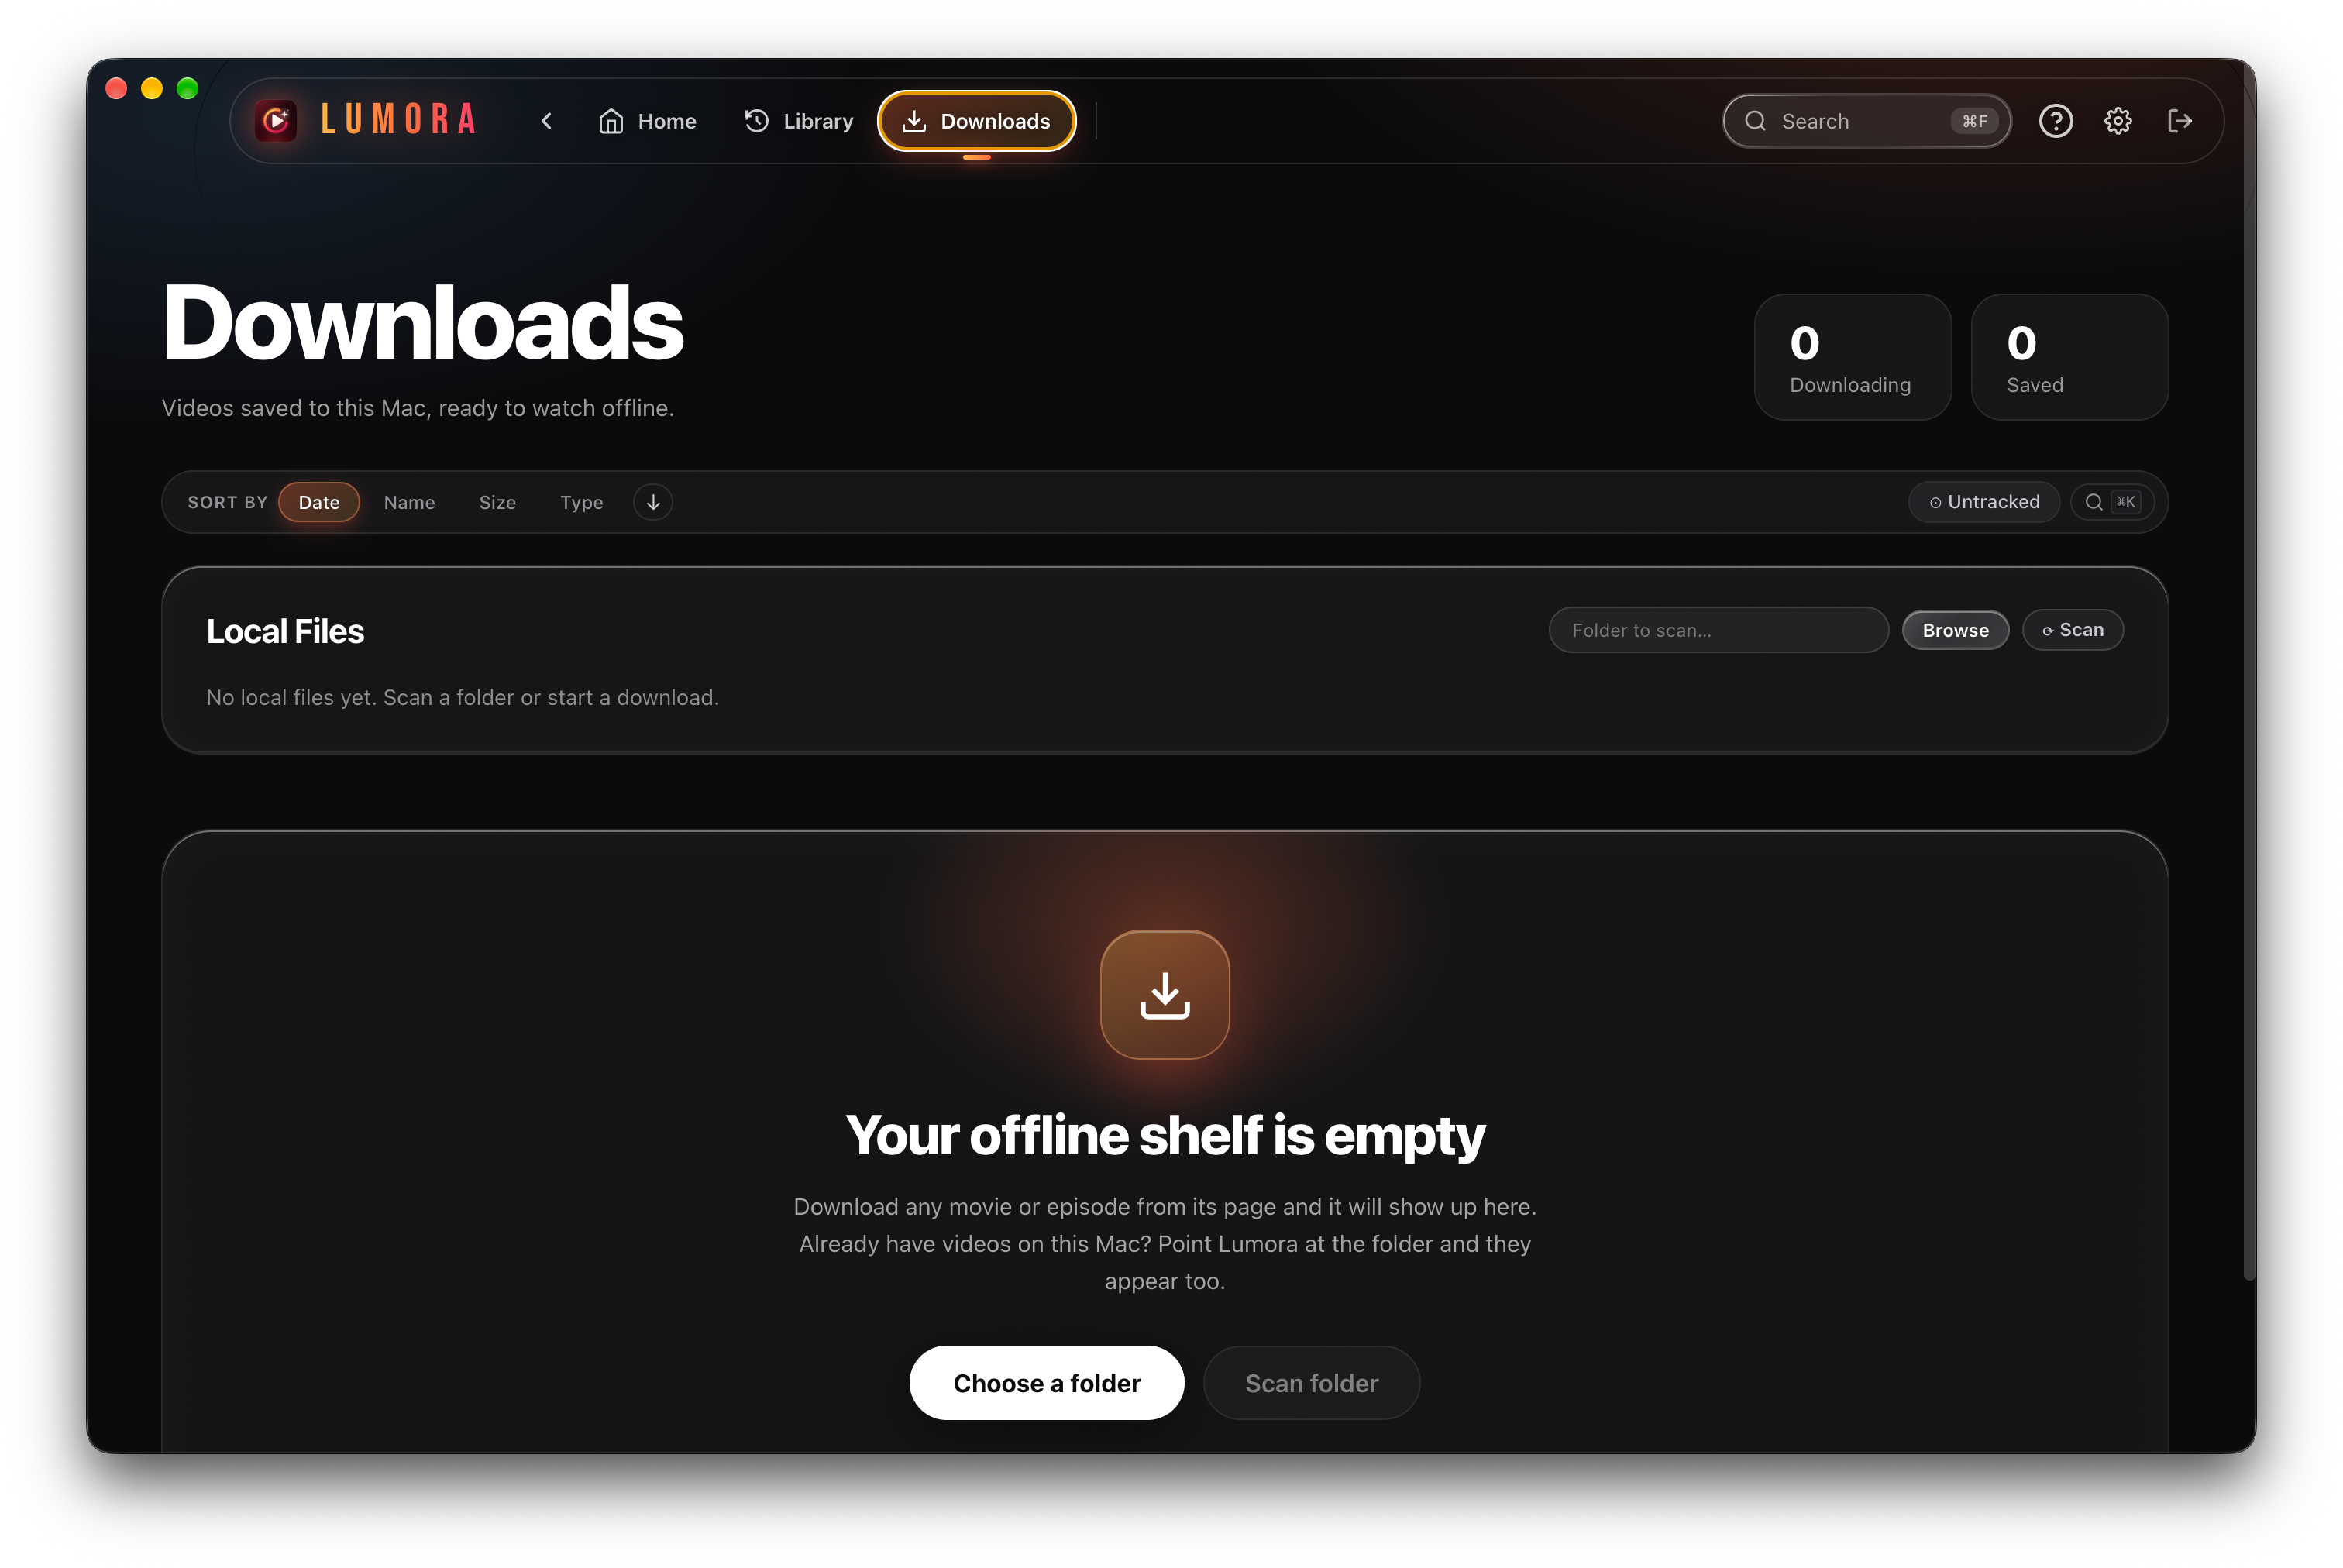 LUMORA
Home
Library
Downloads
Search
⌘F
Downloads
Videos saved to this Mac, ready to watch offline.
0
Downloading
0
Saved
SORT BY
Date
Name
Size
Type
Untracked
⌘K
Local Files
Folder to scan...
Browse
Scan
No local files yet. Scan a folder or start a download.
Your offline shelf is empty
Download any movie or episode from its page and it will show up here.
Already have videos on this Mac? Point Lumora at the folder and they
appear too.
Choose a folder
Scan folder